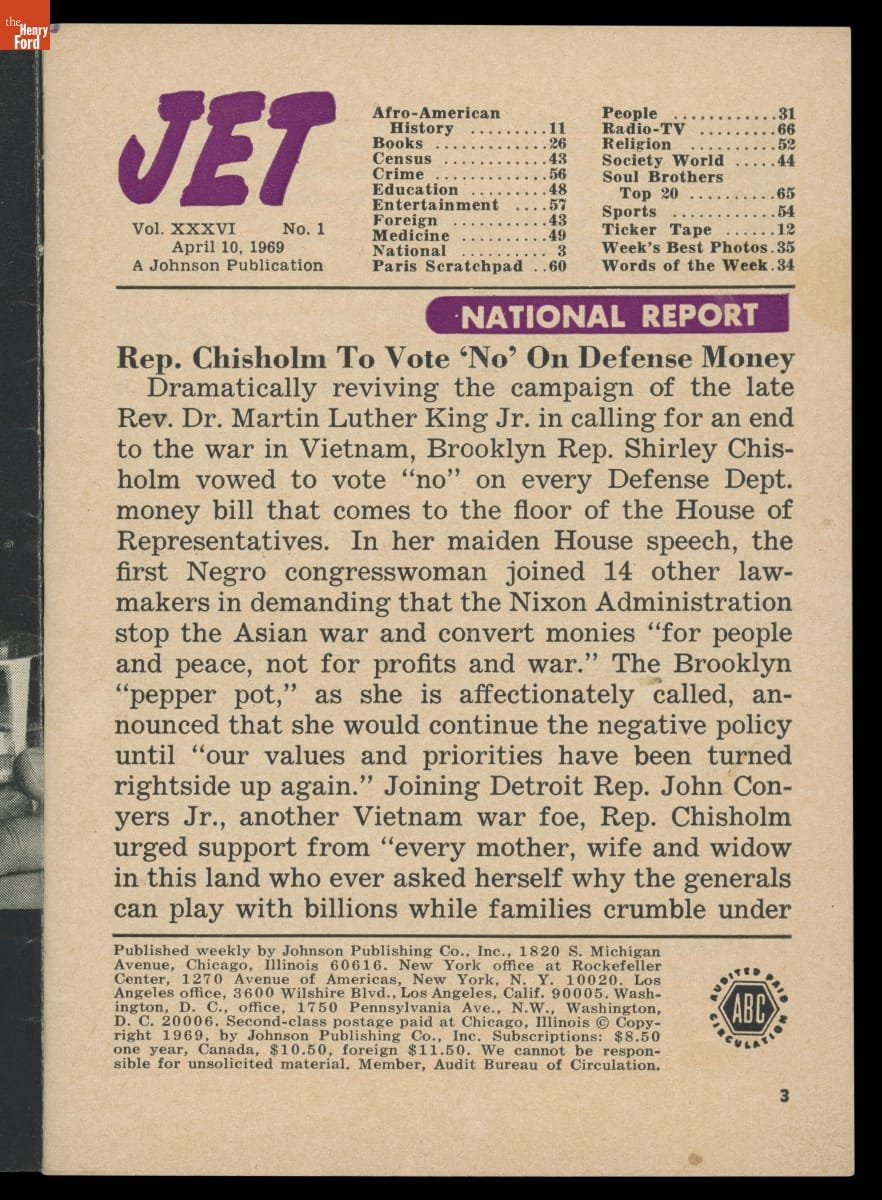 the
Henry
Ford
JET
Vol. XXXVI No. 1
April 10, 1969
A Johnson Publication
Afro-American
History .........11
Books .............26
Census ............43
Crime .............56
Education .........48
Entertainment ....57
Foreign ..........43
Medicine ..........49
National .......... 3
Paris Scratchpad ..60
People ............31
Radio-TV .........66
Religion ..........52
Society World .....44
Soul Brothers
Top 20 ..........65
Sports ............54
Ticker Tape ......12
Week's Best Photos.35
Words of the Week.34
NATIONAL REPORT
Rep. Chisholm To Vote ‘No’ On Defense Money
Dramatically reviving the campaign of the late
Rev. Dr. Martin Luther King Jr. in calling for an end
to the war in Vietnam, Brooklyn Rep. Shirley Chis-
holm vowed to vote “no” on every Defense Dept.
money bill that comes to the floor of the House of
Representatives. In her maiden House speech, the
first Negro congresswoman joined 14 other law-
makers in demanding that the Nixon Administration
stop the Asian war and convert monies “for people
and peace, not for profits and war.” The Brooklyn
“pepper pot,” as she is affectionately called, an-
nounced that she would continue the negative policy
until “our values and priorities have been turned
rightside up again.” Joining Detroit Rep. John Con-
yers Jr., another Vietnam war foe, Rep. Chisholm
urged support from “every mother, wife and widow
in this land who ever asked herself why the generals
can play with billions while families crumble under
Published weekly by Johnson Publishing Co., Inc., 1820 S. Michigan
Avenue, Chicago, Illinois 60616. New York office at Rockefeller
Center, 1270 Avenue of Americas, New York, N. Y. 10020. Los
Angeles office, 3600 Wilshire Blvd., Los Angeles, Calif. 90005. Wash-
ington, D. C., office, 1750 Pennsylvania Ave., N.W., Washington,
D. C. 20006. Second-class postage paid at Chicago, Illinois © Copy-
right 1969, by Johnson Publishing Co., Inc. Subscriptions: $8.50
one year, Canada, $10.50, foreign $11.50. We cannot be respon-
sible for unsolicited material. Member, Audit Bureau of Circulation.
AUDITED PAID
ABC
CIRCULATION
3